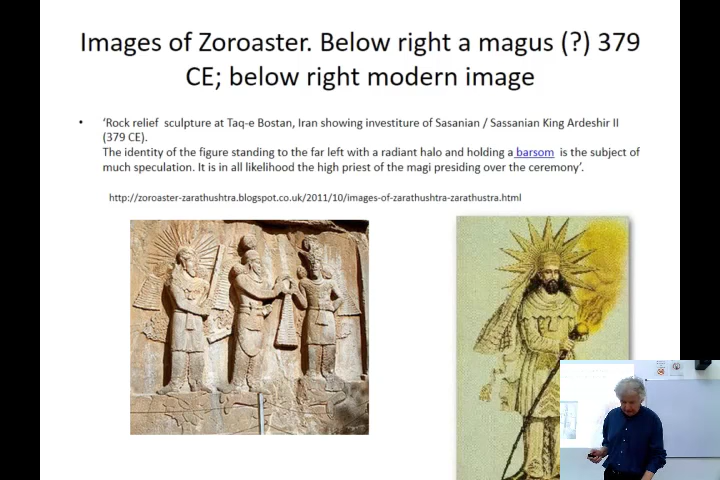 Images of Zoroaster. Below right a magus (?) 379
CE; below right modern image
• ‘Rock relief sculpture at Taq-e Bostan, Iran showing investiture of Sasanian / Sassanian King Ardeshir II
(379 CE).
The identity of the figure standing to the far left with a radiant halo and holding a barsom is the subject of
much speculation. It is in all likelihood the high priest of the magi presiding over the ceremony’.
http://zoroaster-zarathushtra.blogspot.co.uk/2011/10/images-of-zarathushtra-zarathustra.html